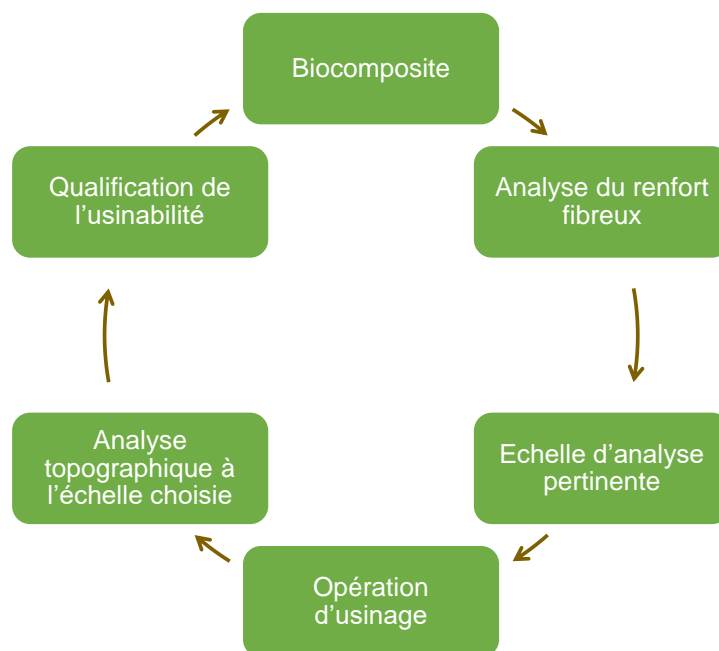 Biocomposite
Analyse du renfort
fibreux
Echelle d’analyse
pertinente
Opération
d’usinage
Analyse
topographique à
l’échelle choisie
Qualification de
l’usinabilité